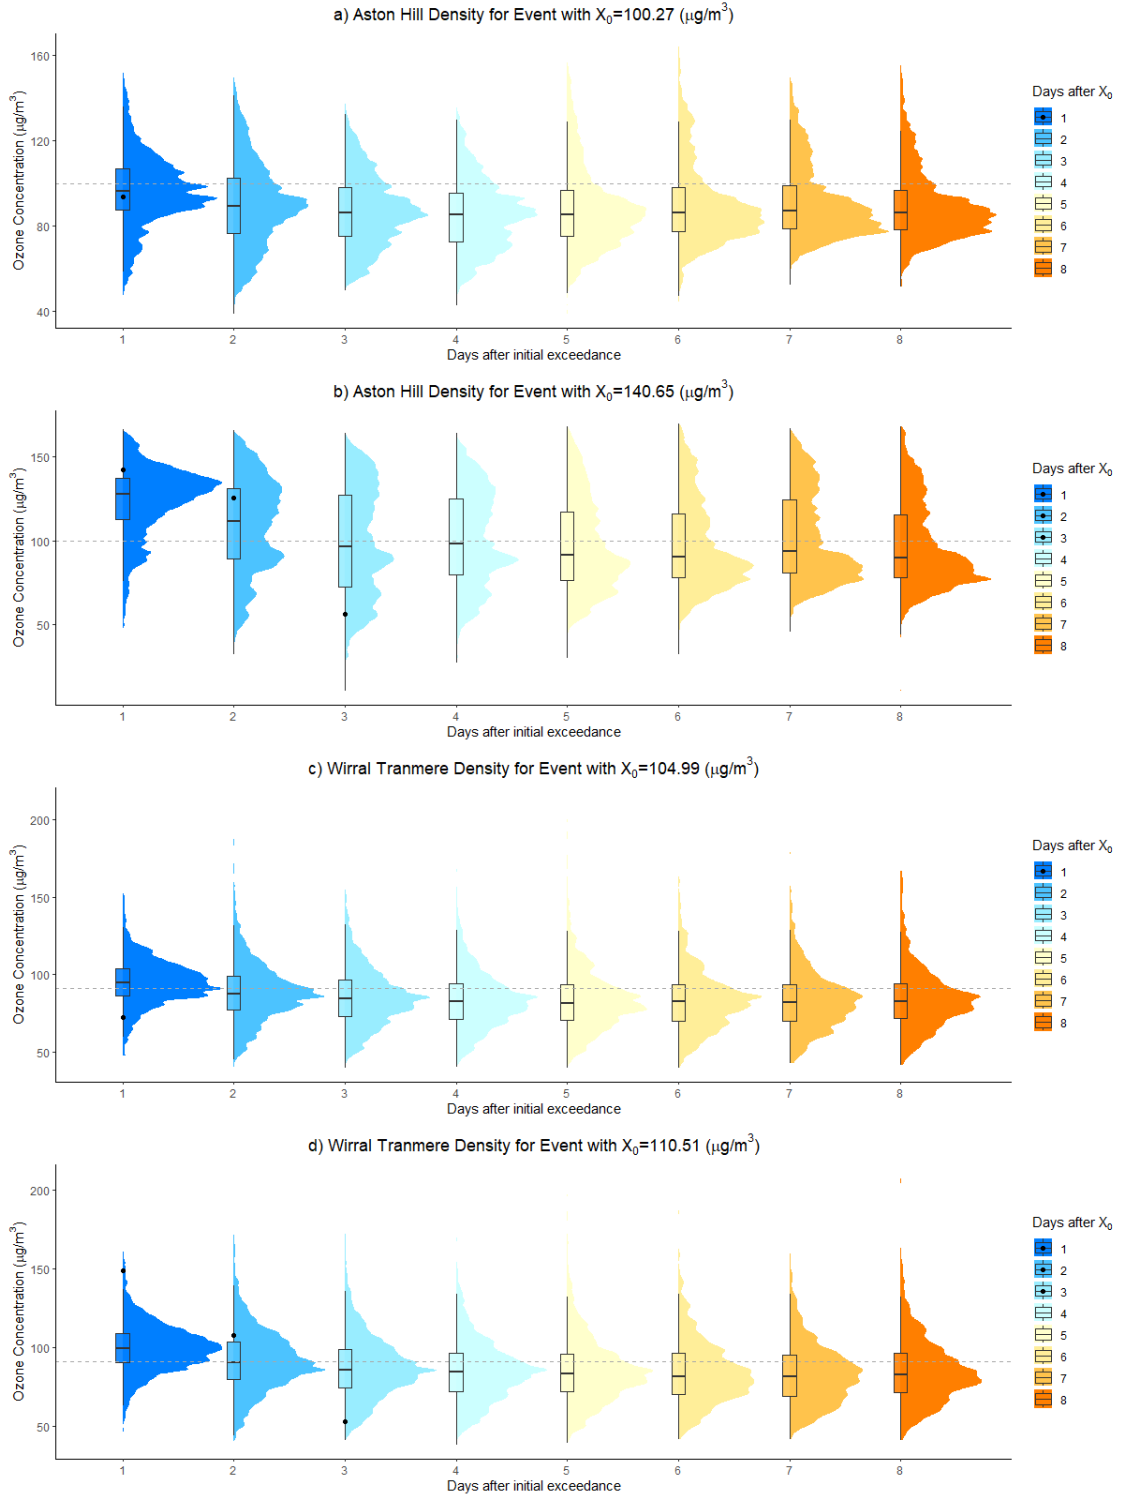 a) Aston Hill Density for Event with X₀=100.27 (μg/m³)
Ozone Concentration (μg/m³)
160
120
80
40
1 2 3 4 5 6 7 8
Days after initial exceedance
Days after X₀
1
2
3
4
5
6
7
8
b) Aston Hill Density for Event with X₀=140.65 (μg/m³)
Ozone Concentration (μg/m³)
150
100
50
1 2 3 4 5 6 7 8
Days after initial exceedance
Days after X₀
1
2
3
4
5
6
7
8
c) Wirral Tranmere Density for Event with X₀=104.99 (μg/m³)
Ozone Concentration (μg/m³)
200
150
100
50
1 2 3 4 5 6 7 8
Days after initial exceedance
Days after X₀
1
2
3
4
5
6
7
8
d) Wirral Tranmere Density for Event with X₀=110.51 (μg/m³)
Ozone Concentration (μg/m³)
200
150
100
50
1 2 3 4 5 6 7 8
Days after initial exceedance
Days after X₀
1
2
3
4
5
6
7
8